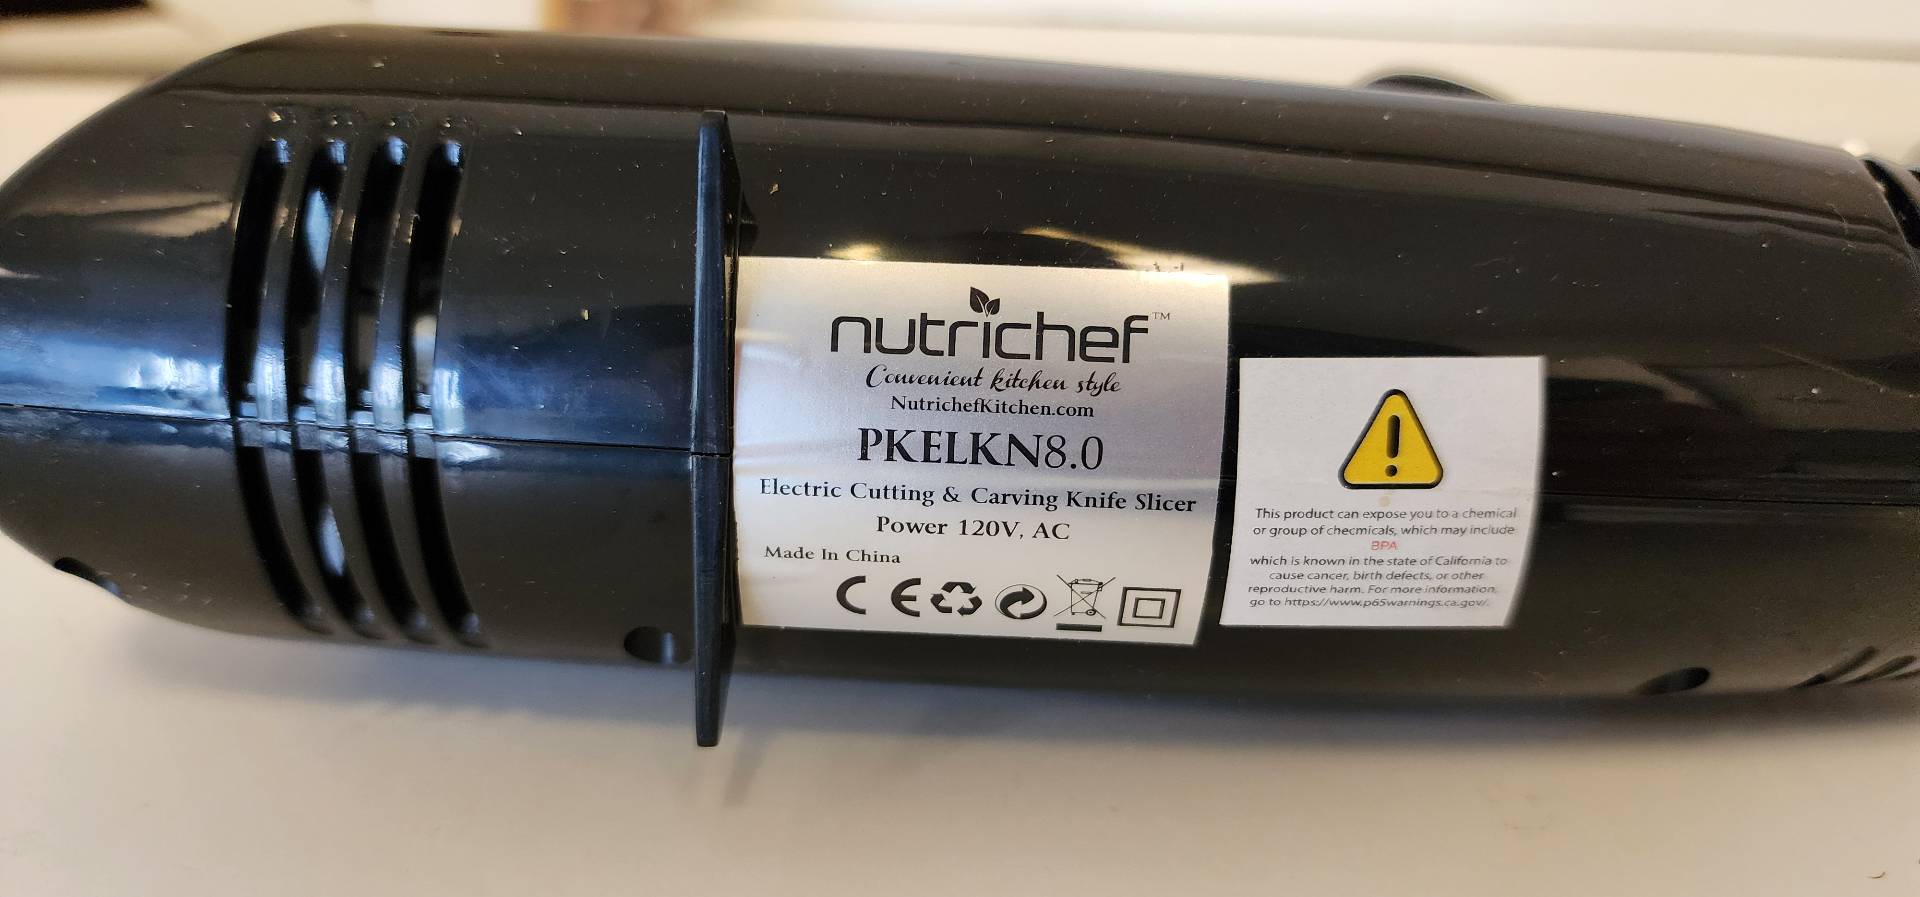 nutrichef™
Convenient kitchen style
NutrichefKitchen.com
PKELKN8.0
Electric Cutting & Carving Knife Slicer
Power 120V, AC
Made In China
CE
This product can expose you to a chemical
or group of checmicals, which may include
BPA
which is known in the state of California to
cause cancer, birth defects, or other
reproductive harm. For more information,
go to https://www.p65warnings.ca.gov/.